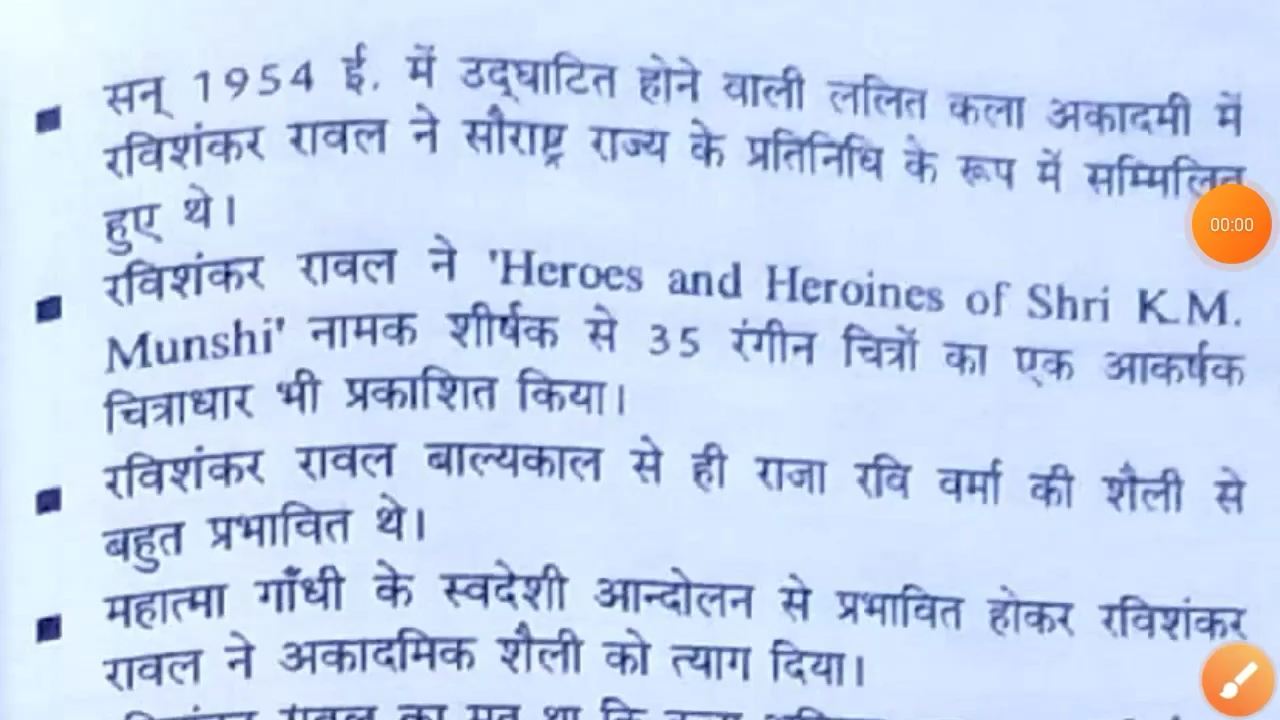 सन् 1954 ई. में उद्घाटित होने वाली ललित कला अकादमी में
रविशंकर रावल ने सौराष्ट्र राज्य के प्रतिनिधि के रूप में सम्मिलित
हुए थे।
00:00
रविशंकर रावल ने 'Heroes and Heroines of Shri K.M.
Munshi' नामक शीर्षक से 35 रंगीन चित्रों का एक आकर्षक
चित्राधार भी प्रकाशित किया।
रविशंकर रावल बाल्यकाल से ही राजा रवि वर्मा की शैली से
बहुत प्रभावित थे।
महात्मा गाँधी के स्वदेशी आन्दोलन से प्रभावित होकर रविशंकर
रावल ने अकादमिक शैली को त्याग दिया।
रावल का मत था कि